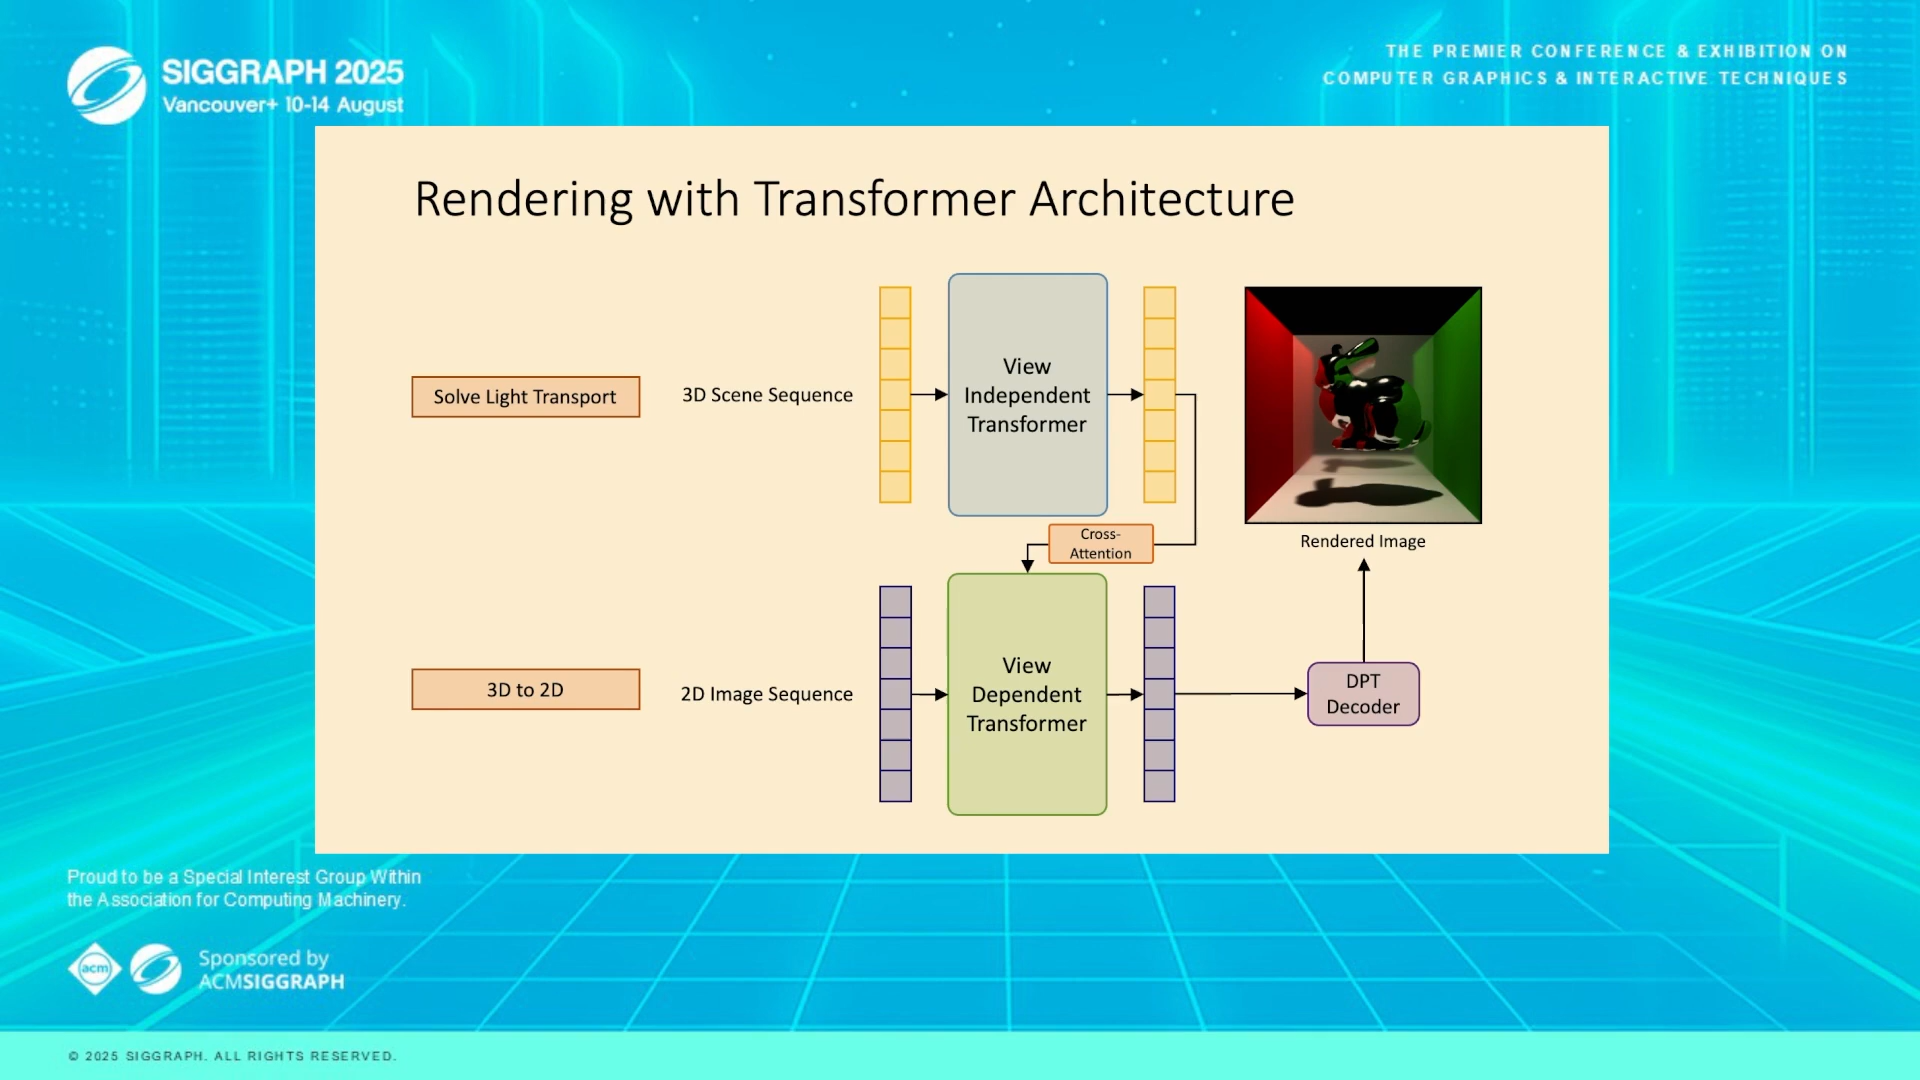 SIGGRAPH 2025
Vancouver+ 10-14 August
THE PREMIER CONFERENCE & EXHIBITION ON
COMPUTER GRAPHICS & INTERACTIVE TECHNIQUES
Rendering with Transformer Architecture
Solve Light Transport
3D Scene Sequence
View
Independent
Transformer
Cross-
Attention
Rendered Image
3D to 2D
2D Image Sequence
View
Dependent
Transformer
DPT
Decoder
Proud to be a Special Interest Group Within
the Association for Computing Machinery.
acm
Sponsored by
ACMSIGGRAPH
© 2025 SIGGRAPH. ALL RIGHTS RESERVED.